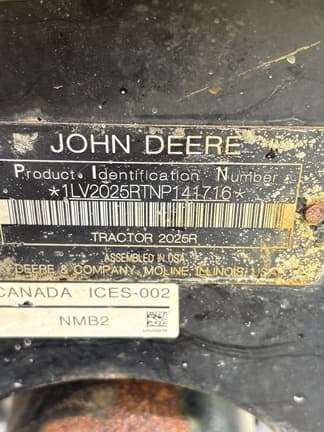 JOHN DEERE
Product Identification Number
*1LV2025RTNP141716*
TRACTOR 2025R
ASSEMBLED IN USA
DEERE & COMPANY, MOLINE, ILLINOIS, U.S.A.
CANADA ICES-002
NMB2